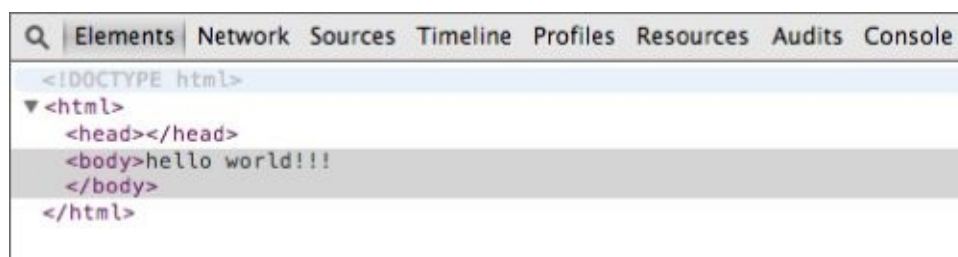 Elements Network Sources Timeline Profiles Resources Audits Console
<!DOCTYPE html>
▼<html>
<head></head>
<body>hello world!!!
</body>
</html>